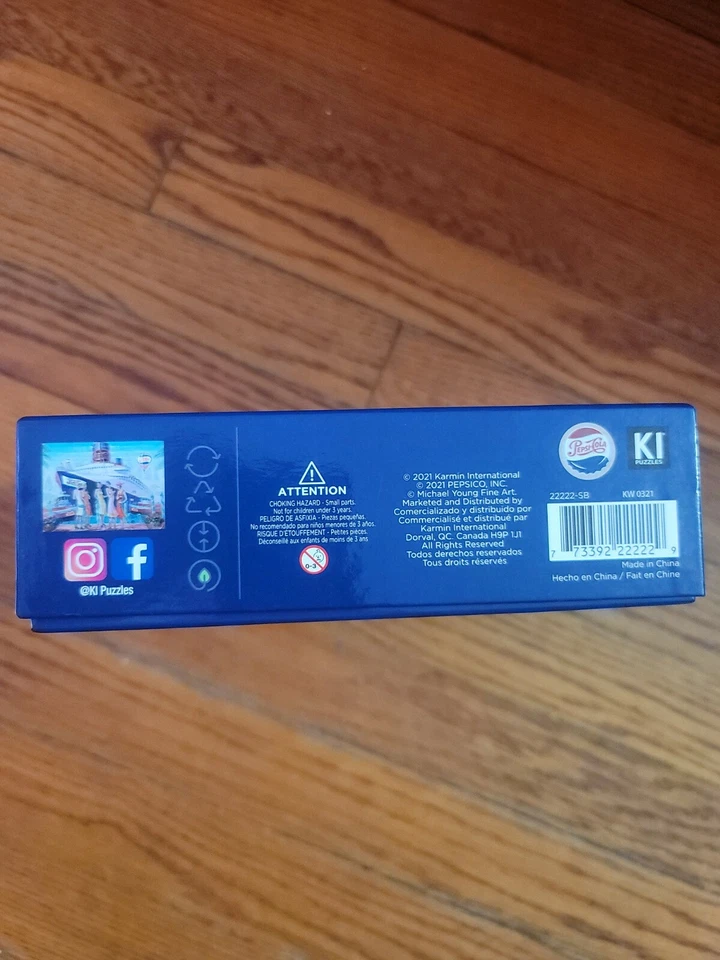 @KI Puzzles
ATTENTION
CHOKING HAZARD - Small parts.
Not for children under 3 years.
PELIGRO DE ASFIXIA - Piezas pequeñas.
No recomendado para niños menores de 3 años.
RISQUE D'ÉTOUFFEMENT - Petites pièces.
Déconseillé aux enfants de moins de 3 ans
0-3
© 2021 Karmin International
© 2021 PEPSICO, INC.
© Michael Young Fine Art.
Marketed and Distributed by
Comercializado y distribuido por
Commercialisé et distribué par
Karmin International
Dorval, QC. Canada H9P 1J1
All Rights Reserved
Todos derechos reservados
Tous droits réservés
PEPSI-COLA
KI
PUZZLES
22222-SB KW 0321
7 73392 22222 9
Made in China
Hecho en China / Fait en Chine